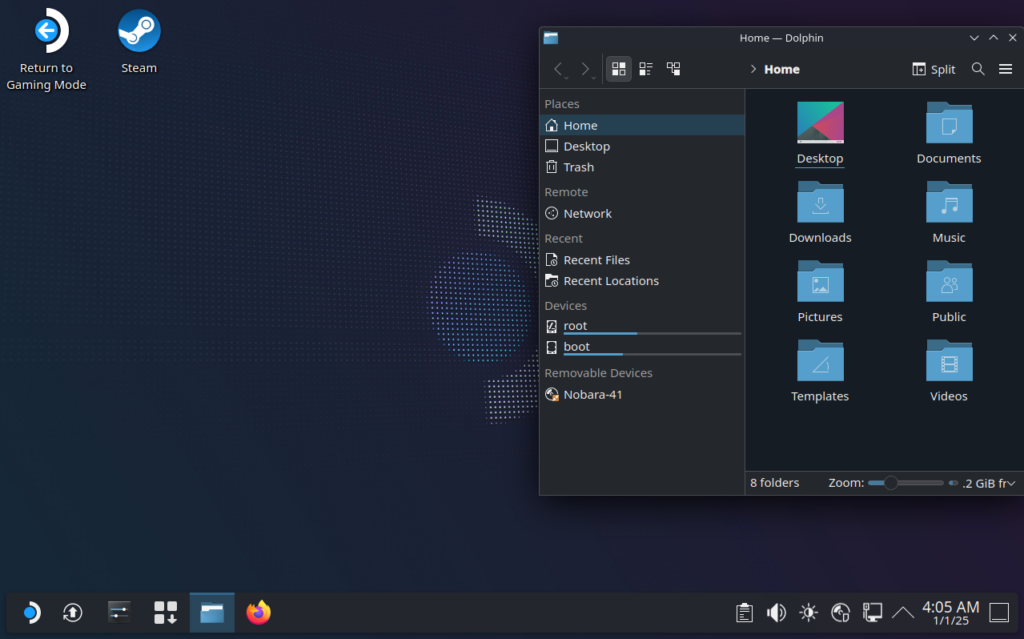 Return to
Gaming Mode
Steam
Home — Dolphin
Home
Split
Places
Home
Desktop
Trash
Remote
Network
Recent
Recent Files
Recent Locations
Devices
root
boot
Removable Devices
Nobara-41
Desktop
Documents
Downloads
Music
Pictures
Public
Templates
Videos
8 folders
Zoom:
.2 GiB fr
4:05 AM
1/1/25